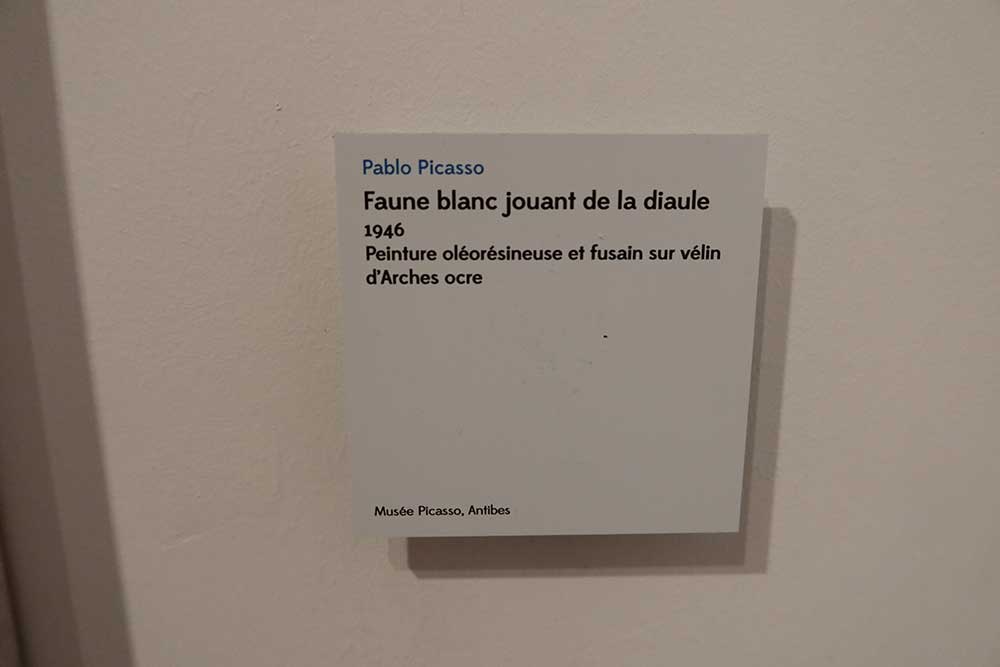 Pablo Picasso
Faune blanc jouant de la diaule
1946
Peinture oléorésineuse et fusain sur vélin
d'Arches ocre
Musée Picasso, Antibes